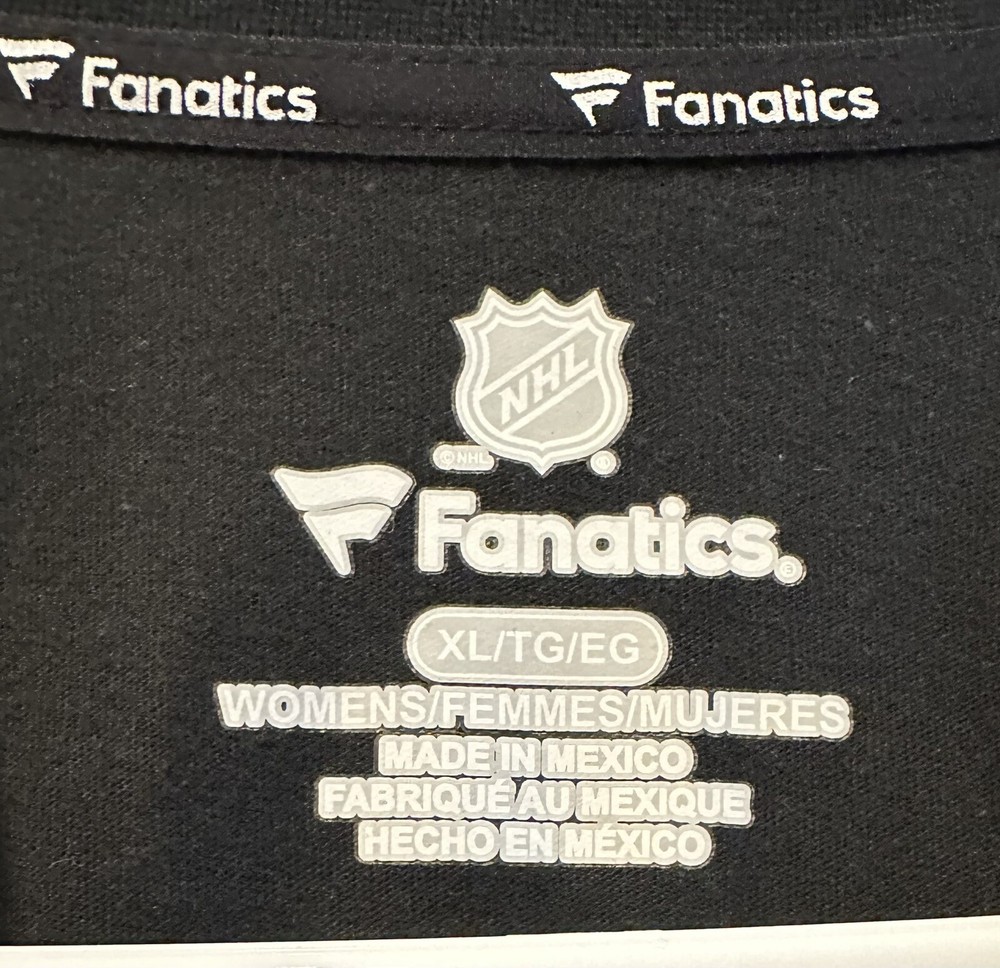 Fanatics Fanatics
NHL
© NHL ®
Fanatics.®
XL/TG/EG
WOMENS/FEMMES/MUJERES
MADE IN MEXICO
FABRIQUÉ AU MEXIQUE
HECHO EN MÉXICO